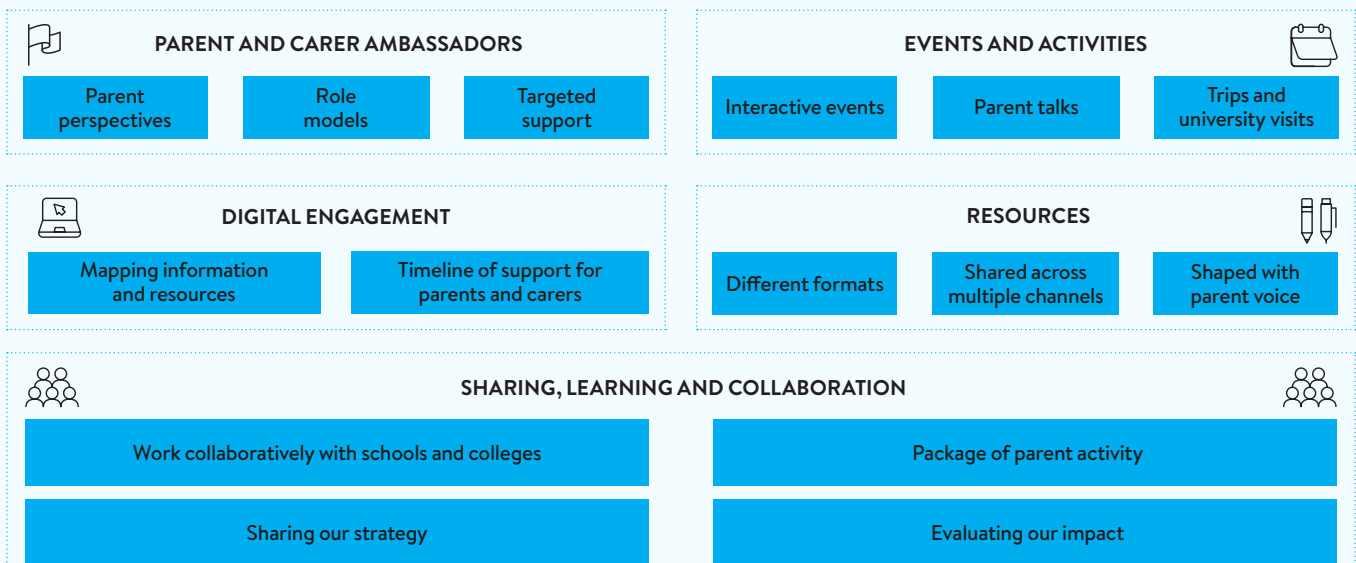 PARENT AND CARER AMBASSADORS
Parent
perspectives
Role
models
Targeted
support
EVENTS AND ACTIVITIES
Interactive events
Parent talks
Trips and
university visits
DIGITAL ENGAGEMENT
Mapping information
and resources
Timeline of support for
parents and carers
RESOURCES
Different formats
Shared across
multiple channels
Shaped with
parent voice
SHARING, LEARNING AND COLLABORATION
Work collaboratively with schools and colleges
Package of parent activity
Sharing our strategy
Evaluating our impact